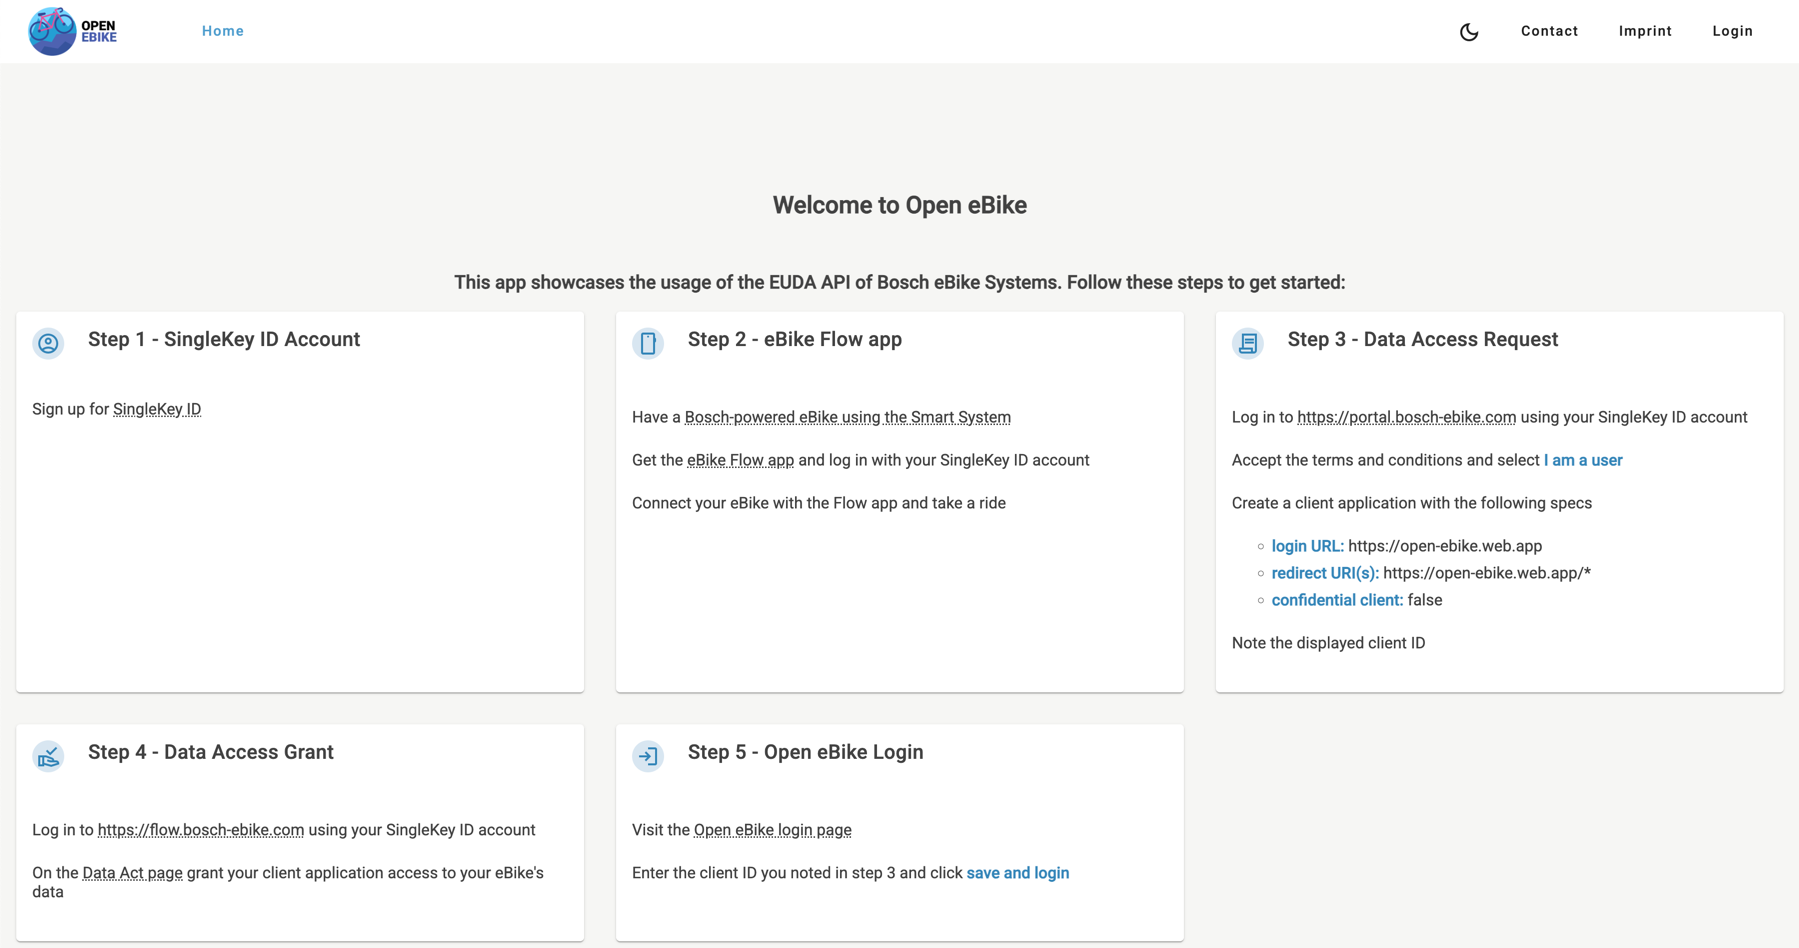 OPEN
EBIKE
Home
Contact
Imprint
Login
Welcome to Open eBike
This app showcases the usage of the EUDA API of Bosch eBike Systems. Follow these steps to get started:
Step 1 - SingleKey ID Account
Sign up for SingleKey ID
Step 2 - eBike Flow app
Have a Bosch-powered eBike using the Smart System
Get the eBike Flow app and log in with your SingleKey ID account
Connect your eBike with the Flow app and take a ride
Step 3 - Data Access Request
Log in to https://portal.bosch-ebike.com using your SingleKey ID account
Accept the terms and conditions and select I am a user
Create a client application with the following specs
login URL: https://open-ebike.web.app
redirect URI(s): https://open-ebike.web.app/*
confidential client: false
Note the displayed client ID
Step 4 - Data Access Grant
Log in to https://flow.bosch-ebike.com using your SingleKey ID account
On the Data Act page grant your client application access to your eBike's
data
Step 5 - Open eBike Login
Visit the Open eBike login page
Enter the client ID you noted in step 3 and click save and login